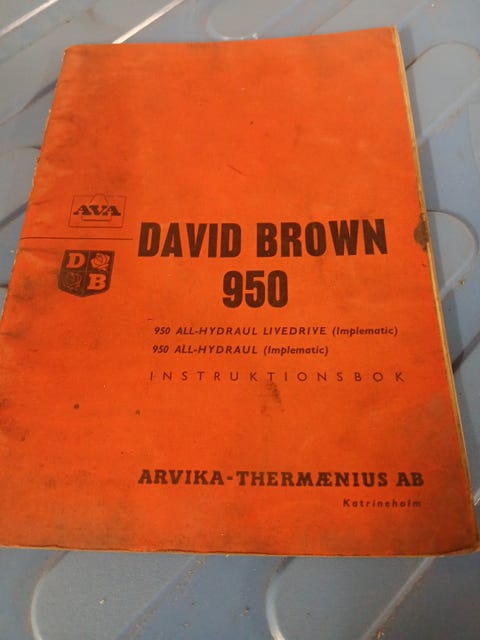 AVA
DAVID BROWN
D
B
950
950 ALL-HYDRAUL LIVEDRIVE (Implematic)
950 ALL-HYDRAUL (Implematic)
INSTRUKTIONSBOK
ARVIKA-THERMÆNIUS AB
Katrineholm